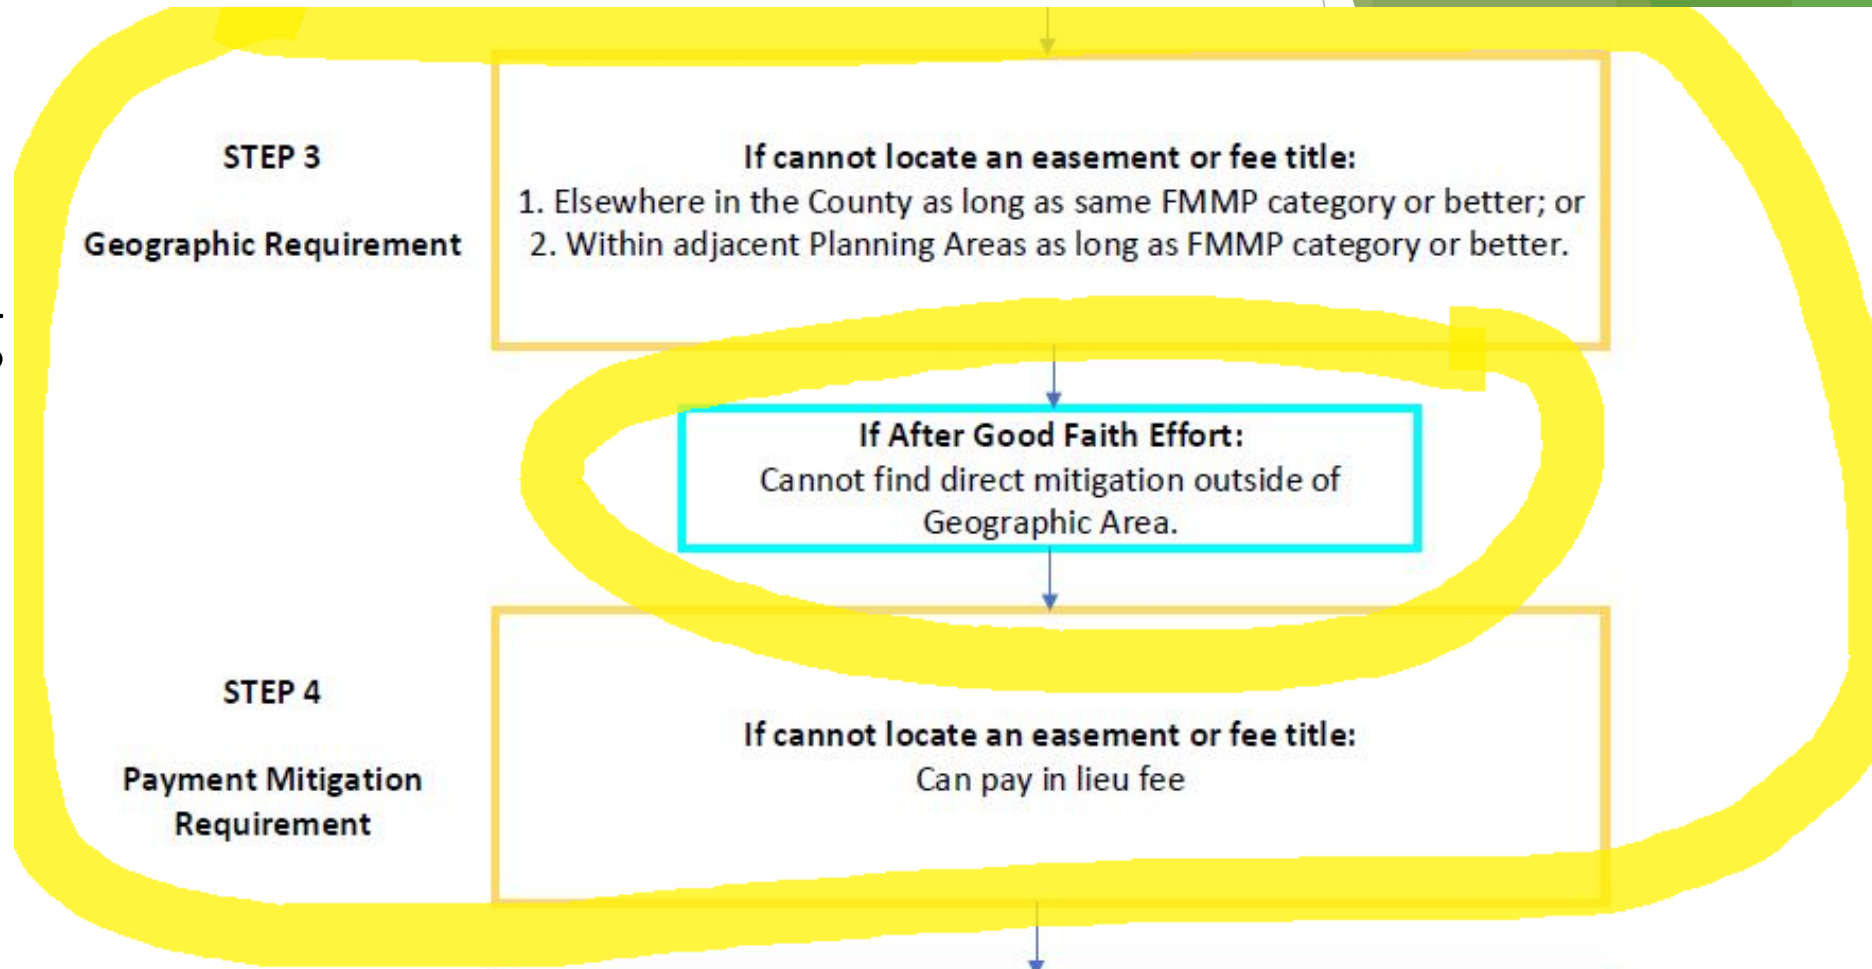 STEP 3
Geographic Requirement
If cannot locate an easement or fee title:
1. Elsewhere in the County as long as same FMMP category or better; or
2. Within adjacent Planning Areas as long as FMMP category or better.
If After Good Faith Effort:
Cannot find direct mitigation outside of
Geographic Area.
STEP 4
Payment Mitigation
Requirement
If cannot locate an easement or fee title:
Can pay in lieu fee